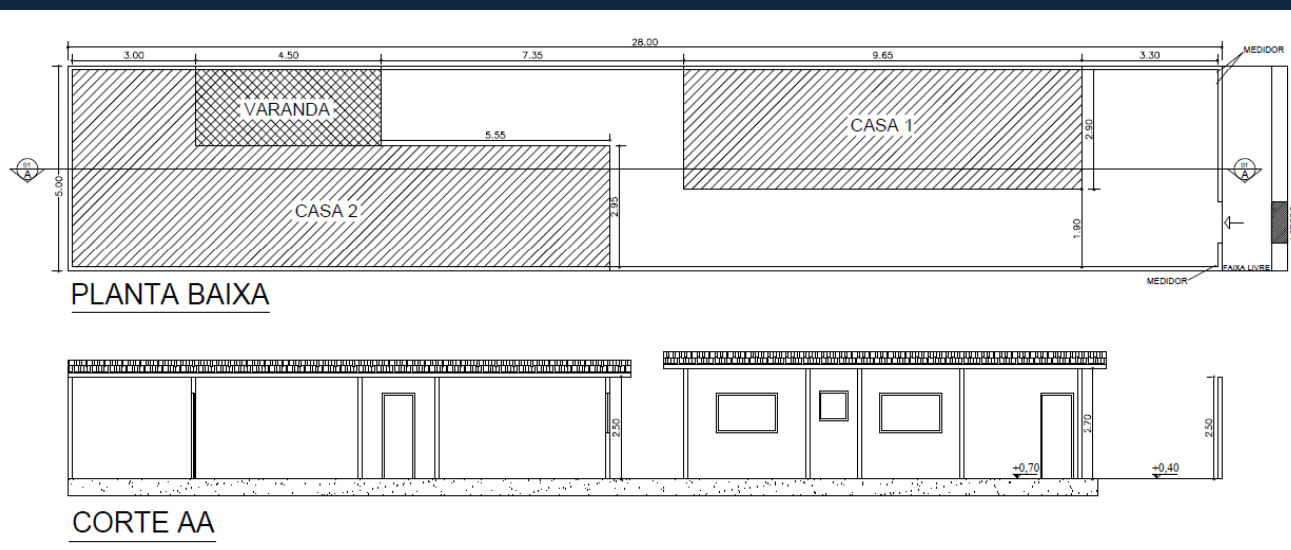 28.00
3.00 4.50 7.35 9.65 3.30
MEDIDOR
VARANDA
CASA 1
2.90
5.55
01
A
01
A
5.00
CASA 2
2.95
1.90
FAIXA LIVRE
MEDIDOR
PLANTA BAIXA
2.50
2.70
2.50
+0,70
+0,40
CORTE AA